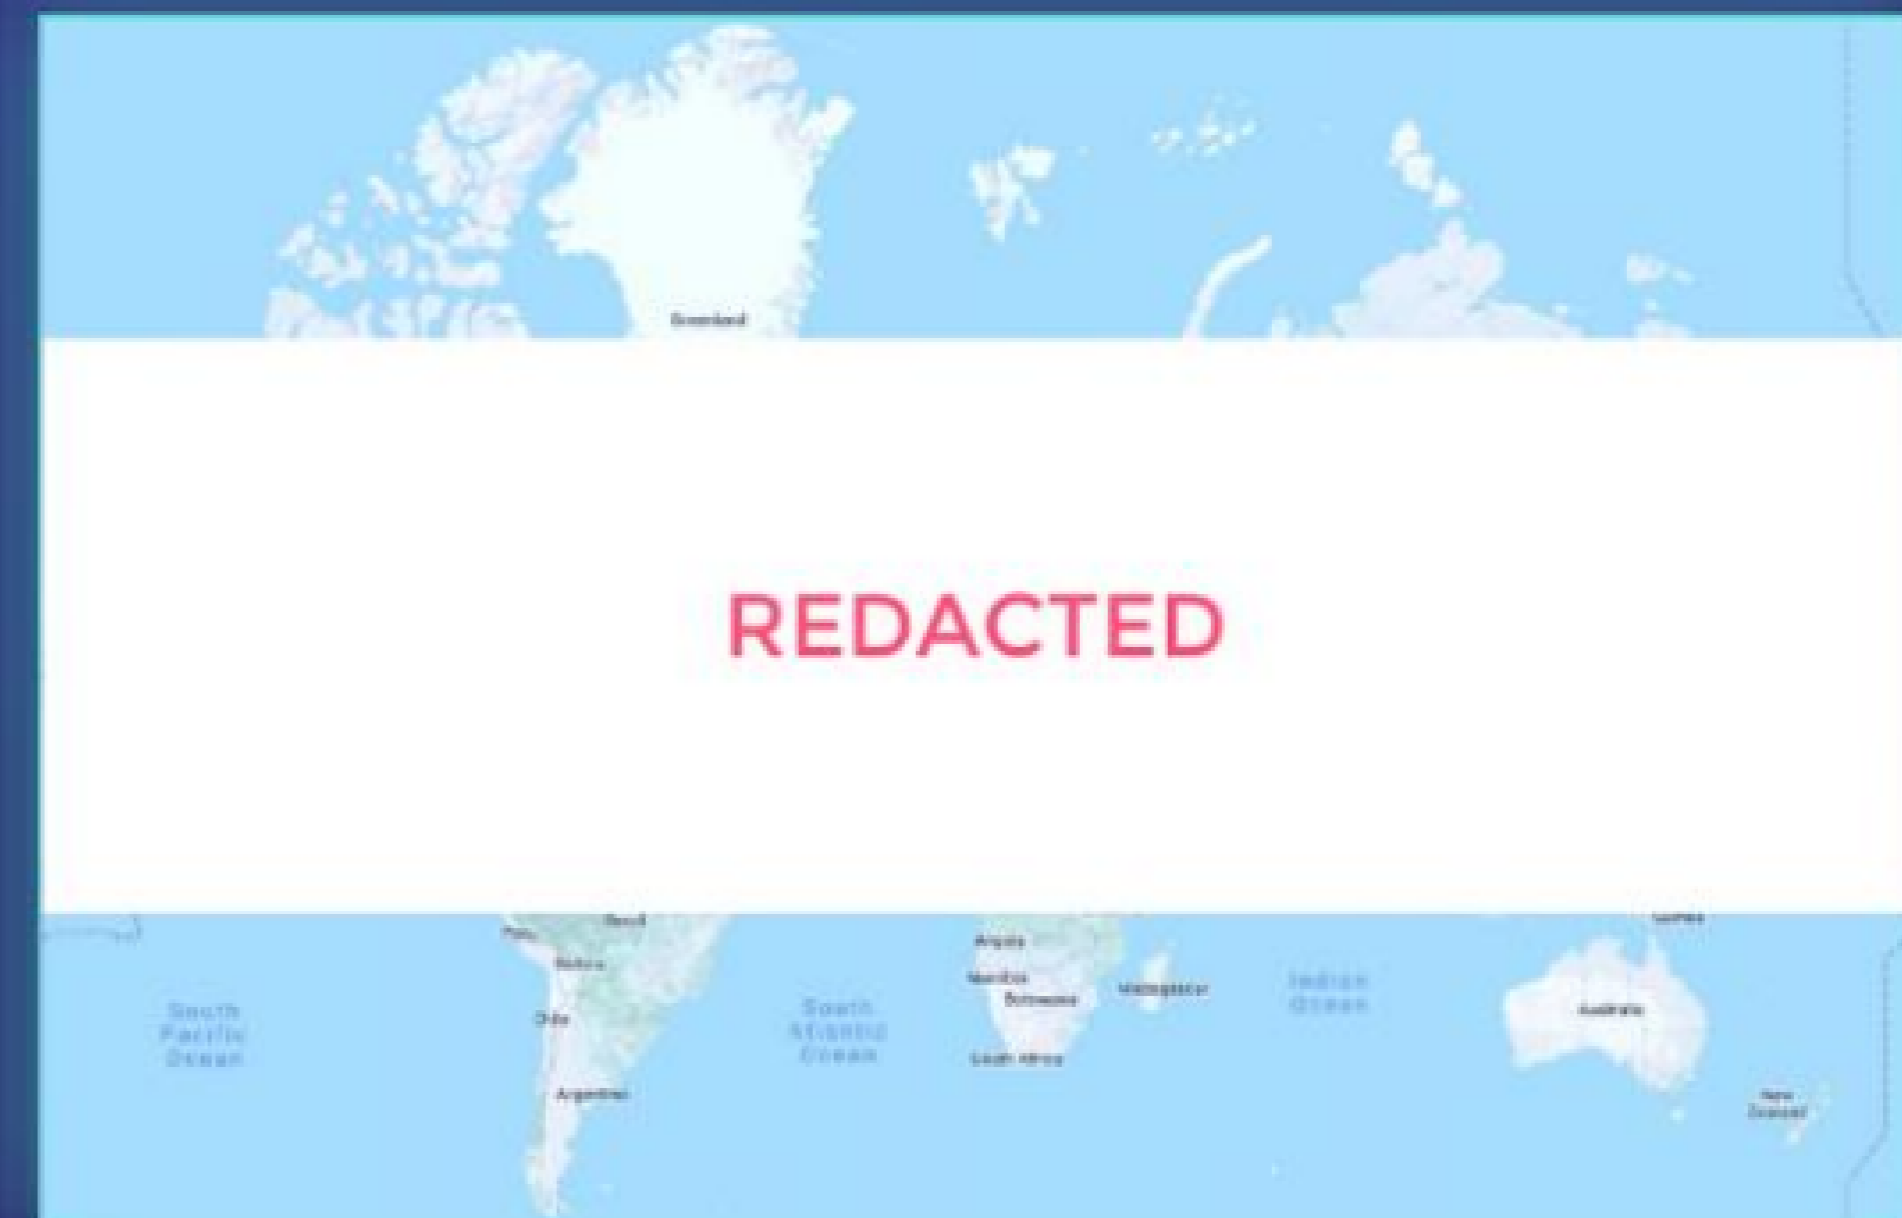 Greenland
REDACTED
Brazil
Peru
Angola
Bolivia
Namibia
Botswana
Madagascar
Indian
Ocean
South
Pacific
Ocean
South
Atlantic
Ocean
Chile
Australia
South Africa
Argentina
New
Zealand